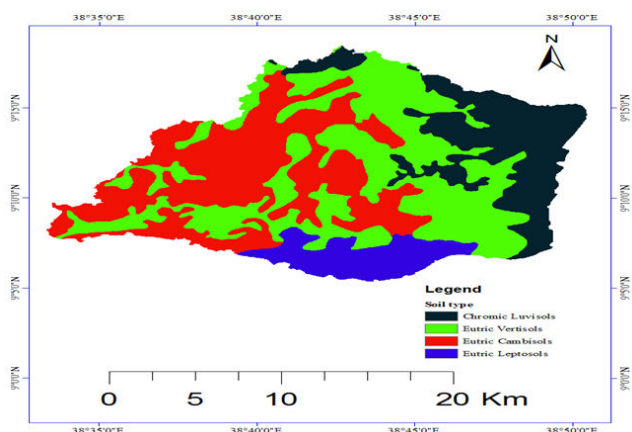 38°35'0"E 38°40'0"E 38°45'0"E 38°50'0"E
N
9°15'0"N 9°15'0"N
9°10'0"N 9°10'0"N
9°5'0"N 9°5'0"N
Legend
Soil type
Chromic Luvisols
Eutric Vertisols
Eutric Cambisols
Eutric Leptosols
9°0'0"N 9°0'0"N
0 5 10 20 Km
38°35'0"E 38°40'0"E 38°45'0"E 38°50'0"E